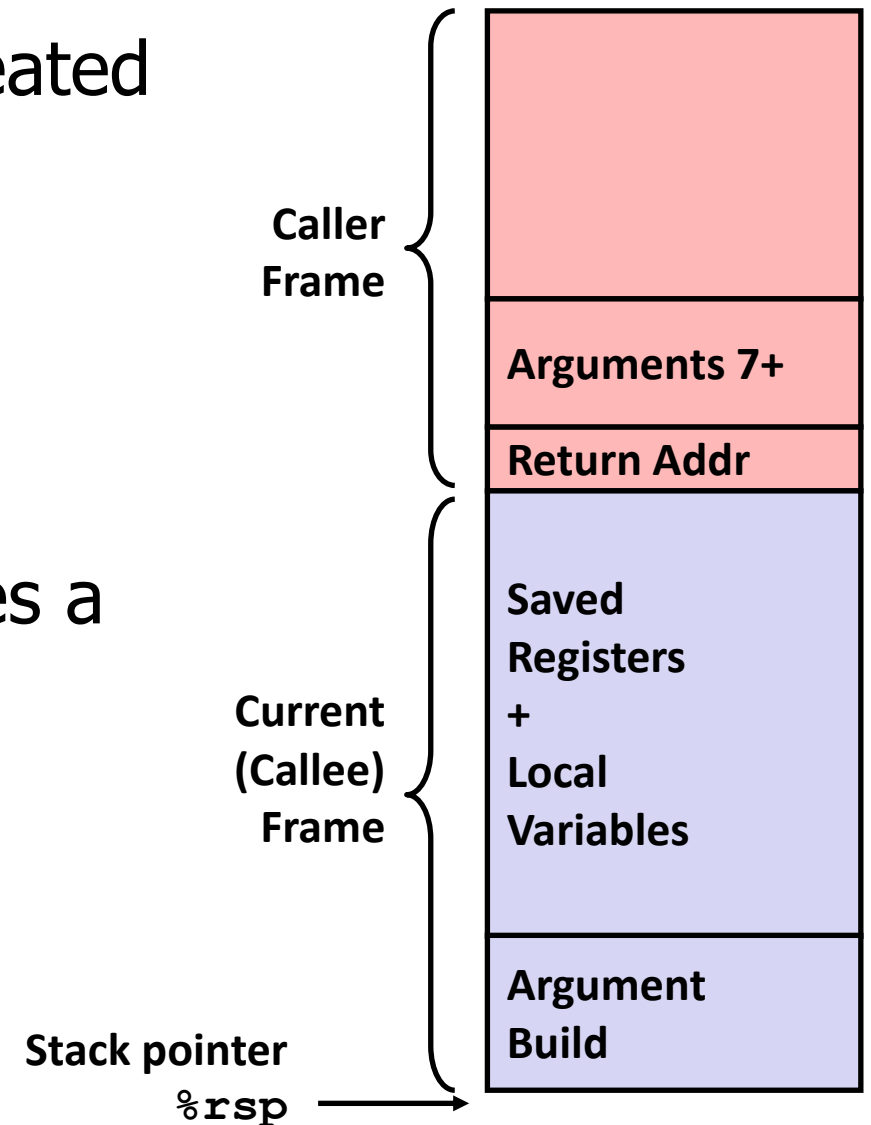 eated
Caller
Frame
Arguments 7+
Return Addr
es a
Saved
Registers
+
Local
Variables
Current
(Callee)
Frame
Argument
Build
Stack pointer
%rsp